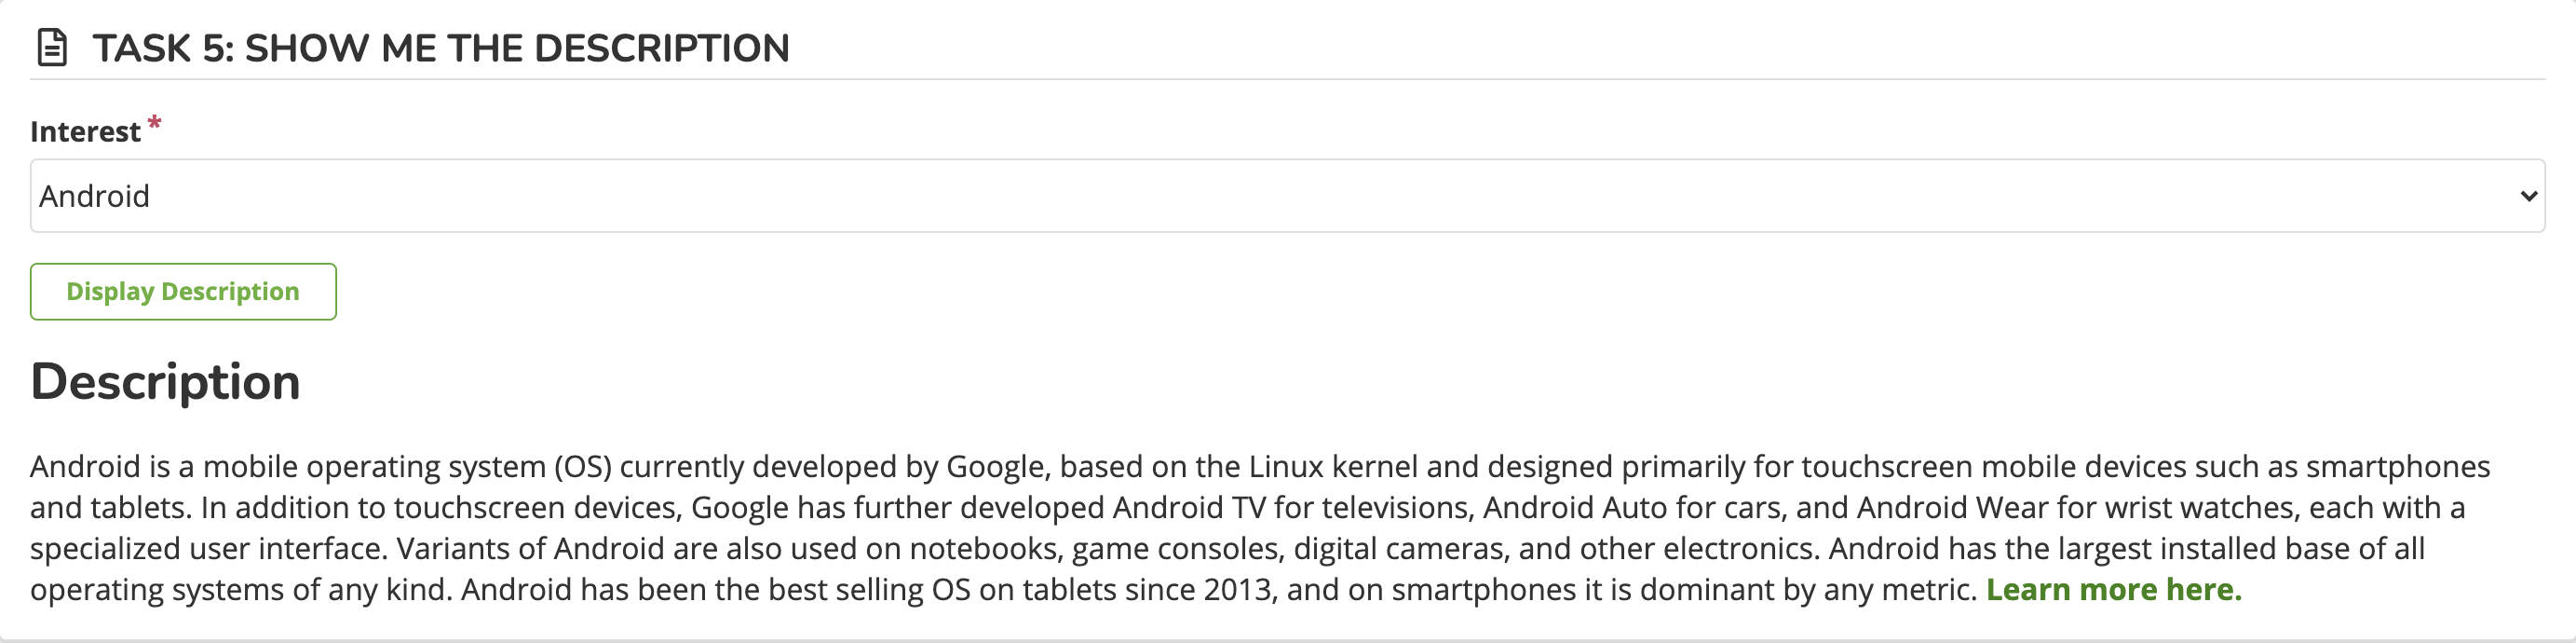 TASK 5: SHOW ME THE DESCRIPTION
Interest *
Android
Display Description
Description
Android is a mobile operating system (OS) currently developed by Google, based on the Linux kernel and designed primarily for touchscreen mobile devices such as smartphones
and tablets. In addition to touchscreen devices, Google has further developed Android TV for televisions, Android Auto for cars, and Android Wear for wrist watches, each with a
specialized user interface. Variants of Android are also used on notebooks, game consoles, digital cameras, and other electronics. Android has the largest installed base of all
operating systems of any kind. Android has been the best selling OS on tablets since 2013, and on smartphones it is dominant by any metric. Learn more here.